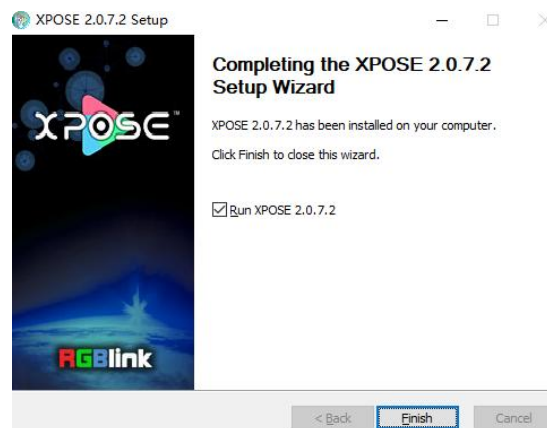 XPOSE 2.0.7.2 Setup
XPOSE™
Completing the XPOSE 2.0.7.2
Setup Wizard
XPOSE 2.0.7.2 has been installed on your computer.
Click Finish to close this wizard.
Run XPOSE 2.0.7.2
RGBlink
< Back
Finish
Cancel